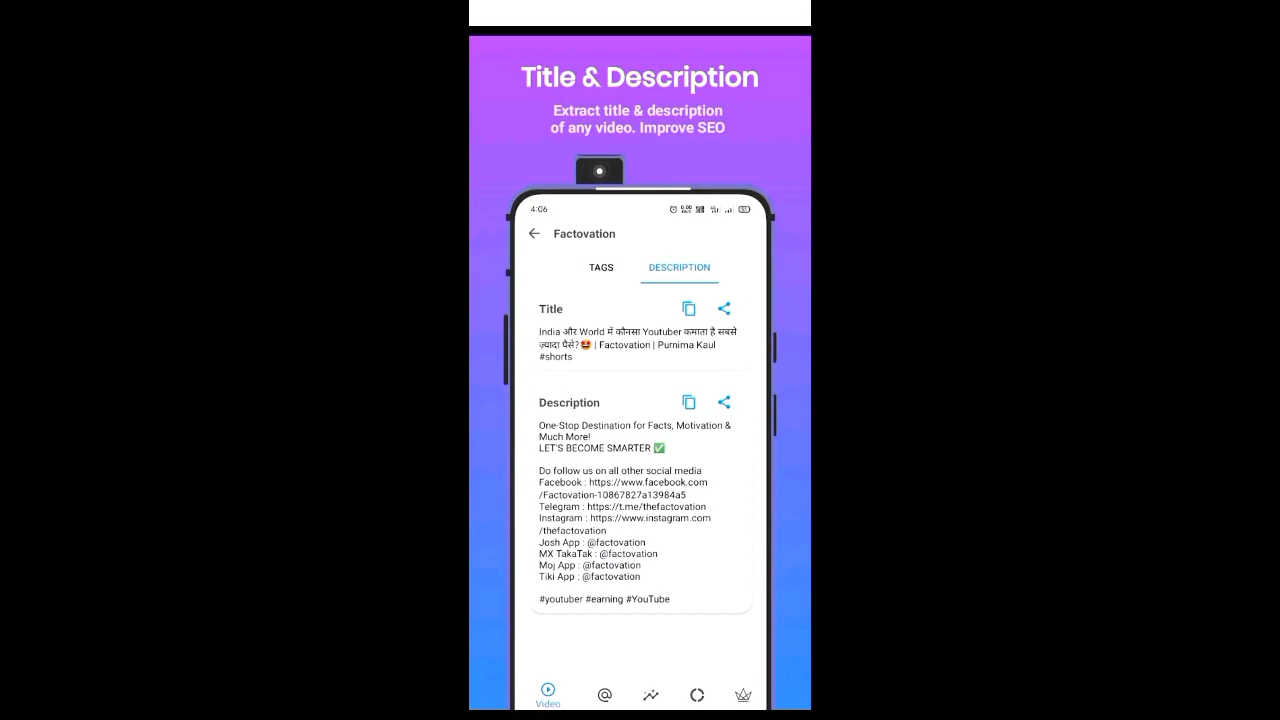 Title & Description
Extract title & description
of any video. Improve SEO
4:06
Factovation
TAGS
DESCRIPTION
Title
India और World में कौनसा Youtuber कमाता है सबसे
ज़्यादा पैसे?🤩 | Factovation | Purnima Kaul
#shorts
Description
One-Stop Destination for Facts, Motivation &
Much More!
LET'S BECOME SMARTER ✅
Do follow us on all other social media
Facebook : https://www.facebook.com
/Factovation-10867827a13984a5
Telegram : https://t.me/thefactovation
Instagram : https://www.instagram.com
/thefactovation
Josh App : @factovation
MX TakaTak : @factovation
Moj App : @factovation
Tiki App : @factovation
#youtuber #earning #YouTube
Video